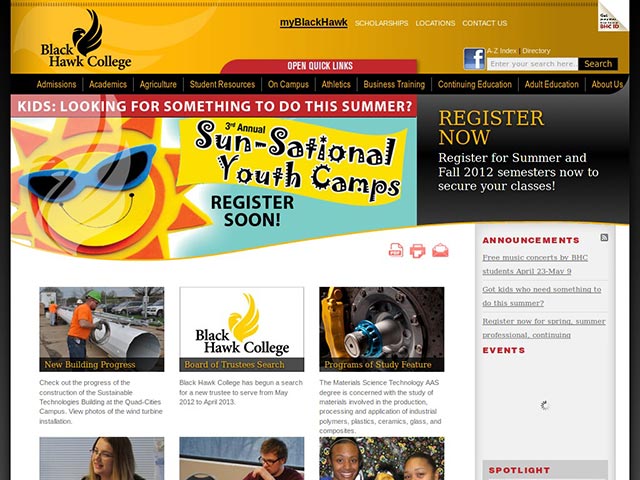 myBlackHawk SCHOLARSHIPS LOCATIONS CONTACT US
Black
Hawk College
A-Z Index | Directory
Enter your search here... Search
OPEN QUICK LINKS
Admissions Academics Agriculture Student Resources On Campus Athletics Business Training Continuing Education Adult Education About Us
KIDS: LOOKING FOR SOMETHING TO DO THIS SUMMER?
3rd Annual
Sun-Sational
Youth Camps
REGISTER
SOON!
REGISTER
NOW
Register for Summer and
Fall 2012 semesters now to
secure your classes!
PDF
ANNOUNCEMENTS
Free music concerts by BHC
students April 23-May 9
Got kids who need something to
do this summer?
Register now for spring, summer
professional, continuing
EVENTS
SPOTLIGHT
New Building Progress
Check out the progress of the
construction of the Sustainable
Technologies Building at the Quad-Cities
Campus. View photos of the wind turbine
installation.
Black
Hawk College
Board of Trustees Search
Black Hawk College has begun a search
for a new trustee to serve from May
2012 to April 2013.
Programs of Study Feature
The Materials Science Technology AAS
degree is concerned with the study of
materials involved in the production,
processing and application of industrial
polymers, plastics, ceramics, glass, and
composites.